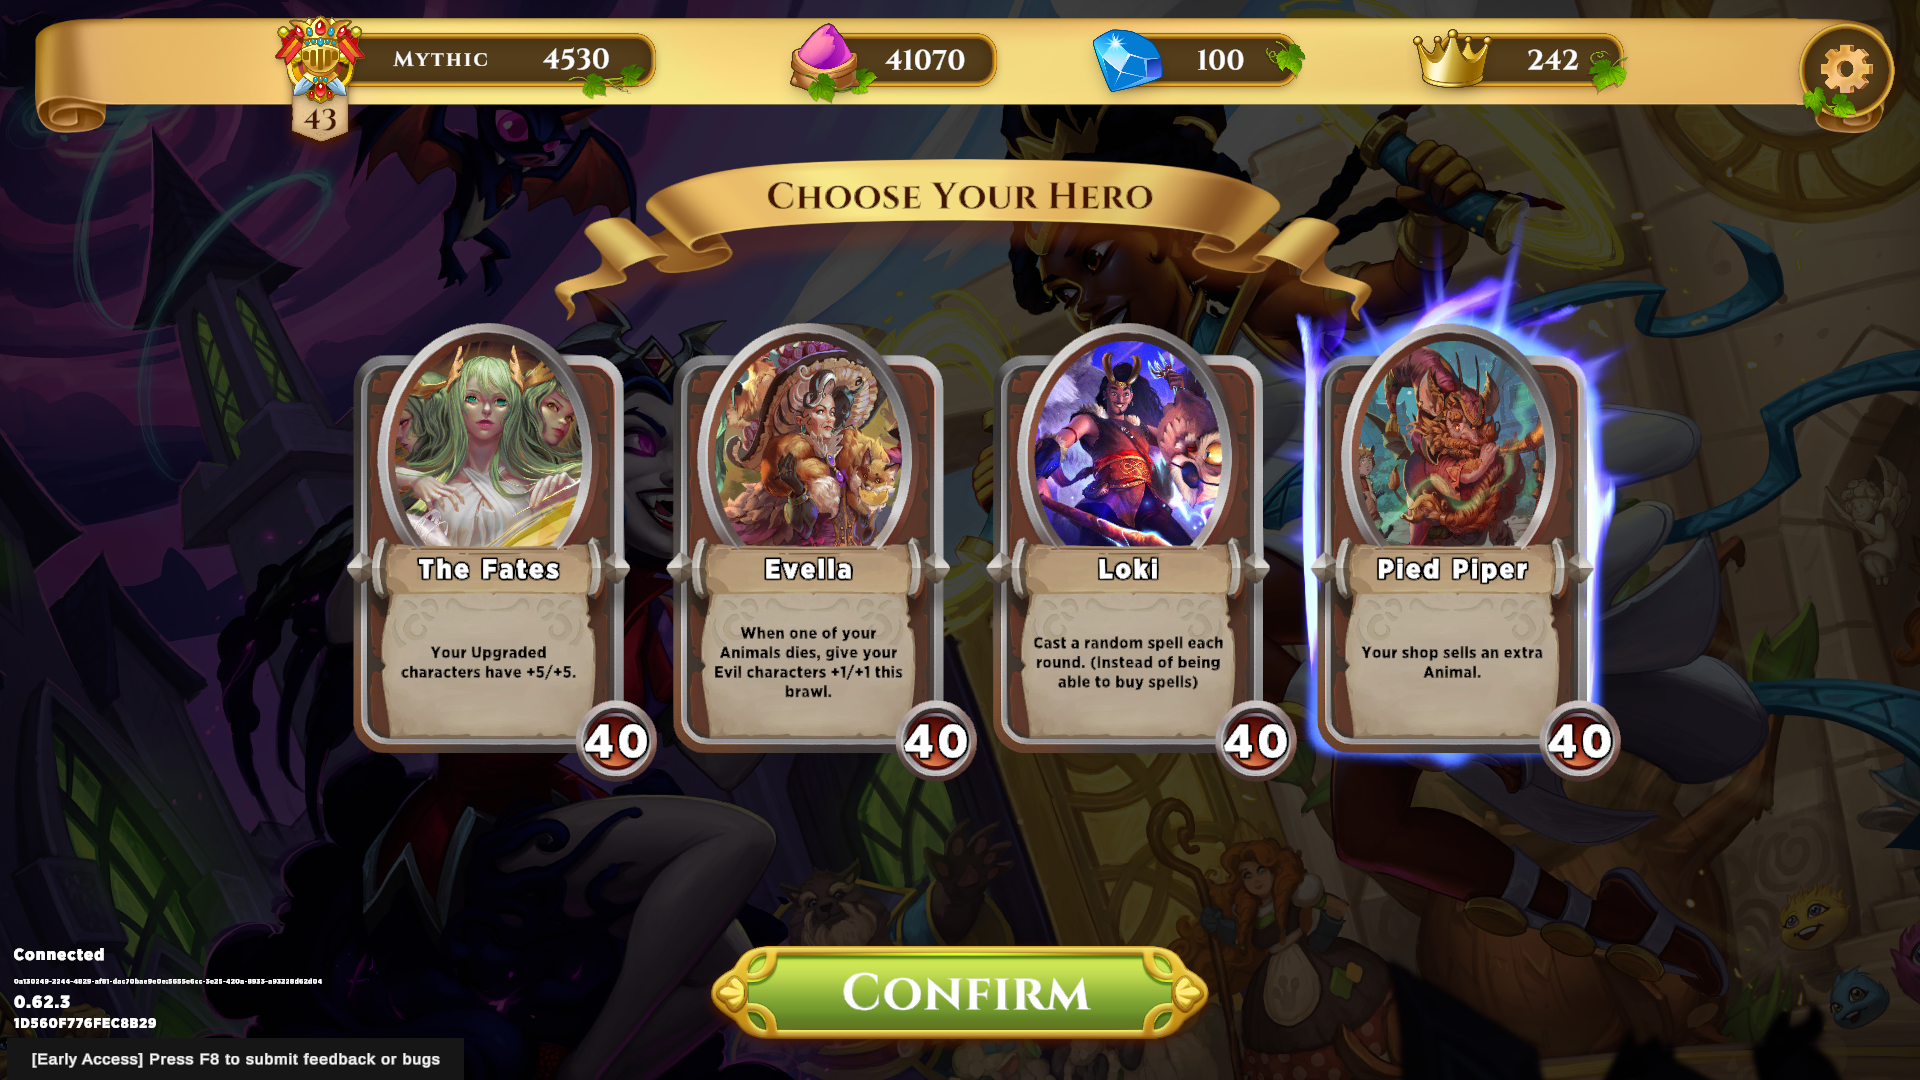 MYTHIC 4530
41070
100
242
43
CHOOSE YOUR HERO
The Fates
Your Upgraded
characters have +5/+5.
40
Evella
When one of your
Animals dies, give your
Evil characters +1/+1 this
brawl.
40
Loki
Cast a random spell each
round. (Instead of being
able to buy spells)
40
Pied Piper
Your shop sells an extra
Animal.
40
CONFIRM
Connected
0.62.3
1D560F776FEC8B29
[Early Access] Press F8 to submit feedback or bugs